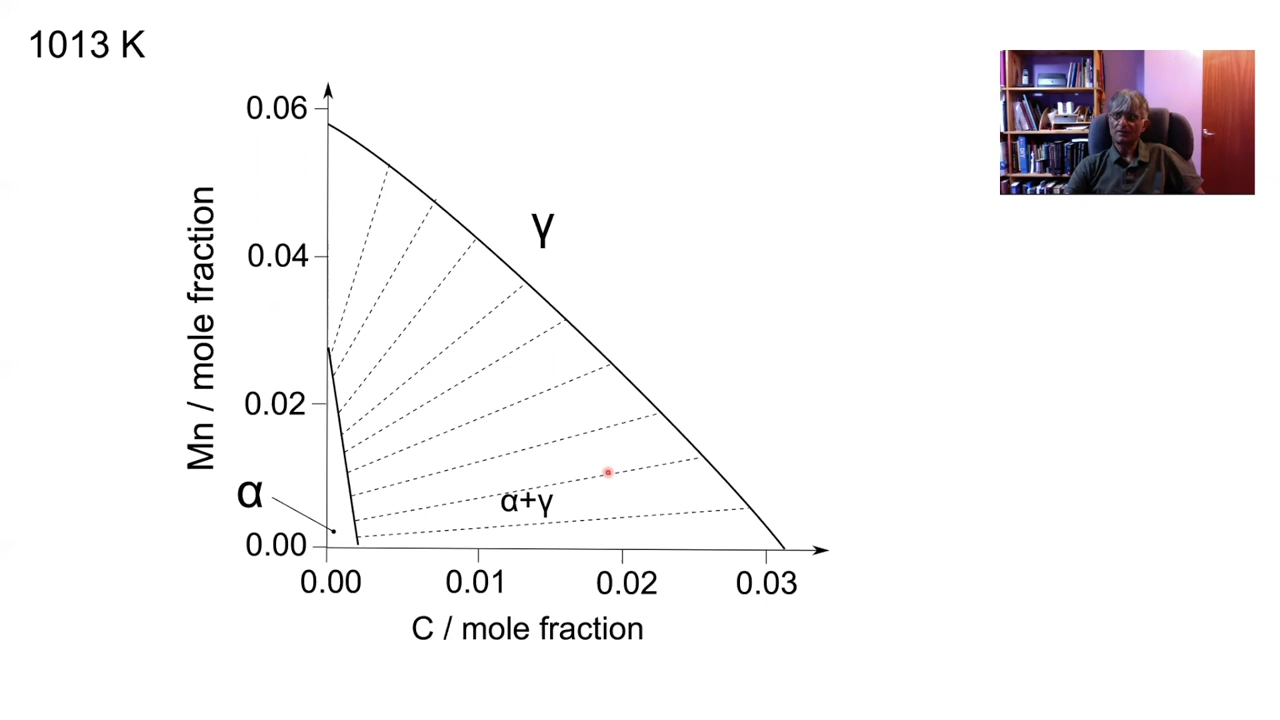 1013 K
0.06
0.04
0.02
0.00
Mn / mole fraction
γ
α
α+γ
0.00
0.01
0.02
0.03
C / mole fraction